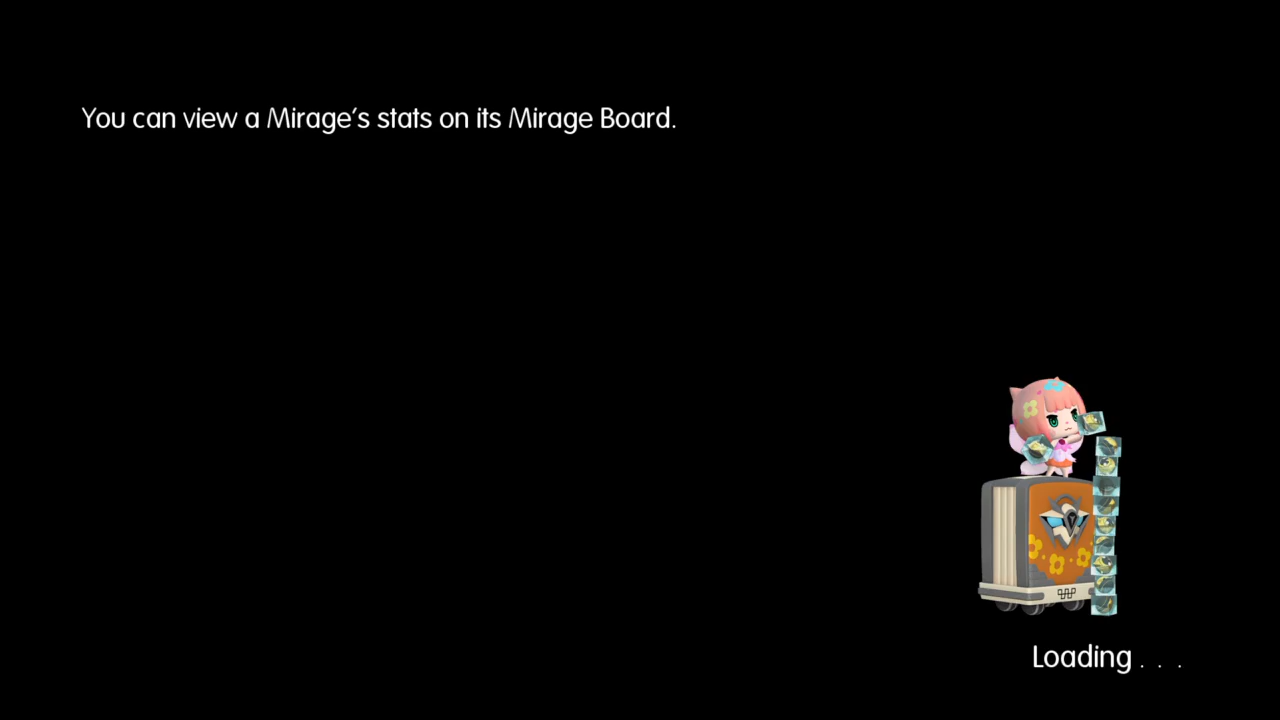 You can view a Mirage's stats on its Mirage Board.
Loading . . .